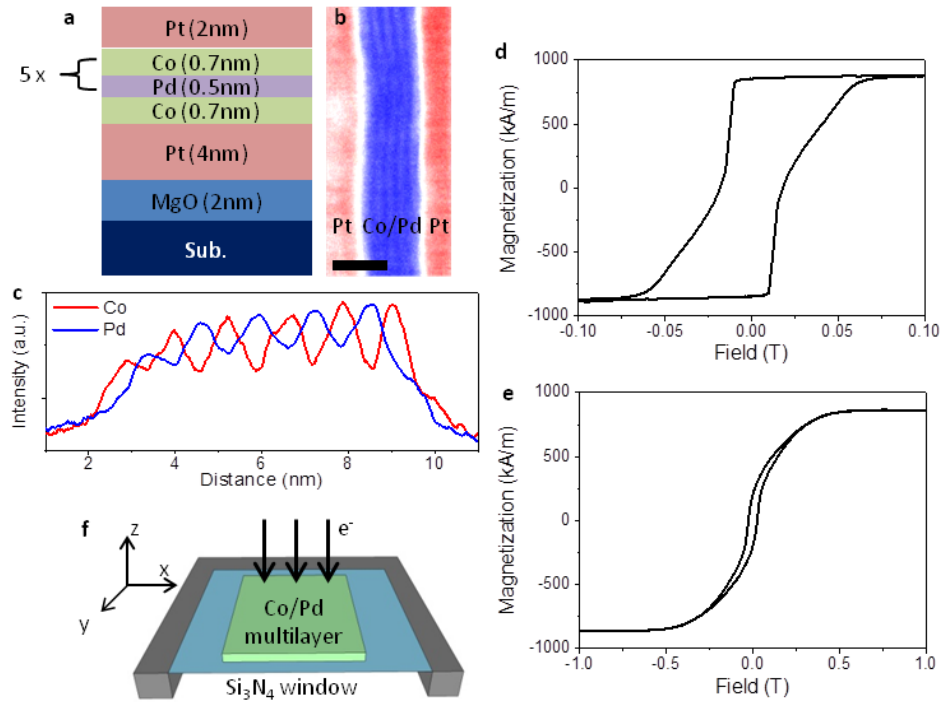 a
Pt (2nm)
Co (0.7nm)
5 x
Pd (0.5nm)
Co (0.7nm)
Pt (4nm)
MgO (2nm)
Sub.
b
Pt Co/Pd Pt
c
Co
Pd
Intensity (a.u.)
2 4 6 8 10
Distance (nm)
d
1000
500
0
-500
-1000
Magnetization (kA/m)
-0.10 -0.05 0.00 0.05 0.10
Field (T)
e
1000
500
0
-500
-1000
Magnetization (kA/m)
-1.0 -0.5 0.0 0.5 1.0
Field (T)
f
z
x
y
e⁻
Co/Pd
multilayer
Si₃N₄ window